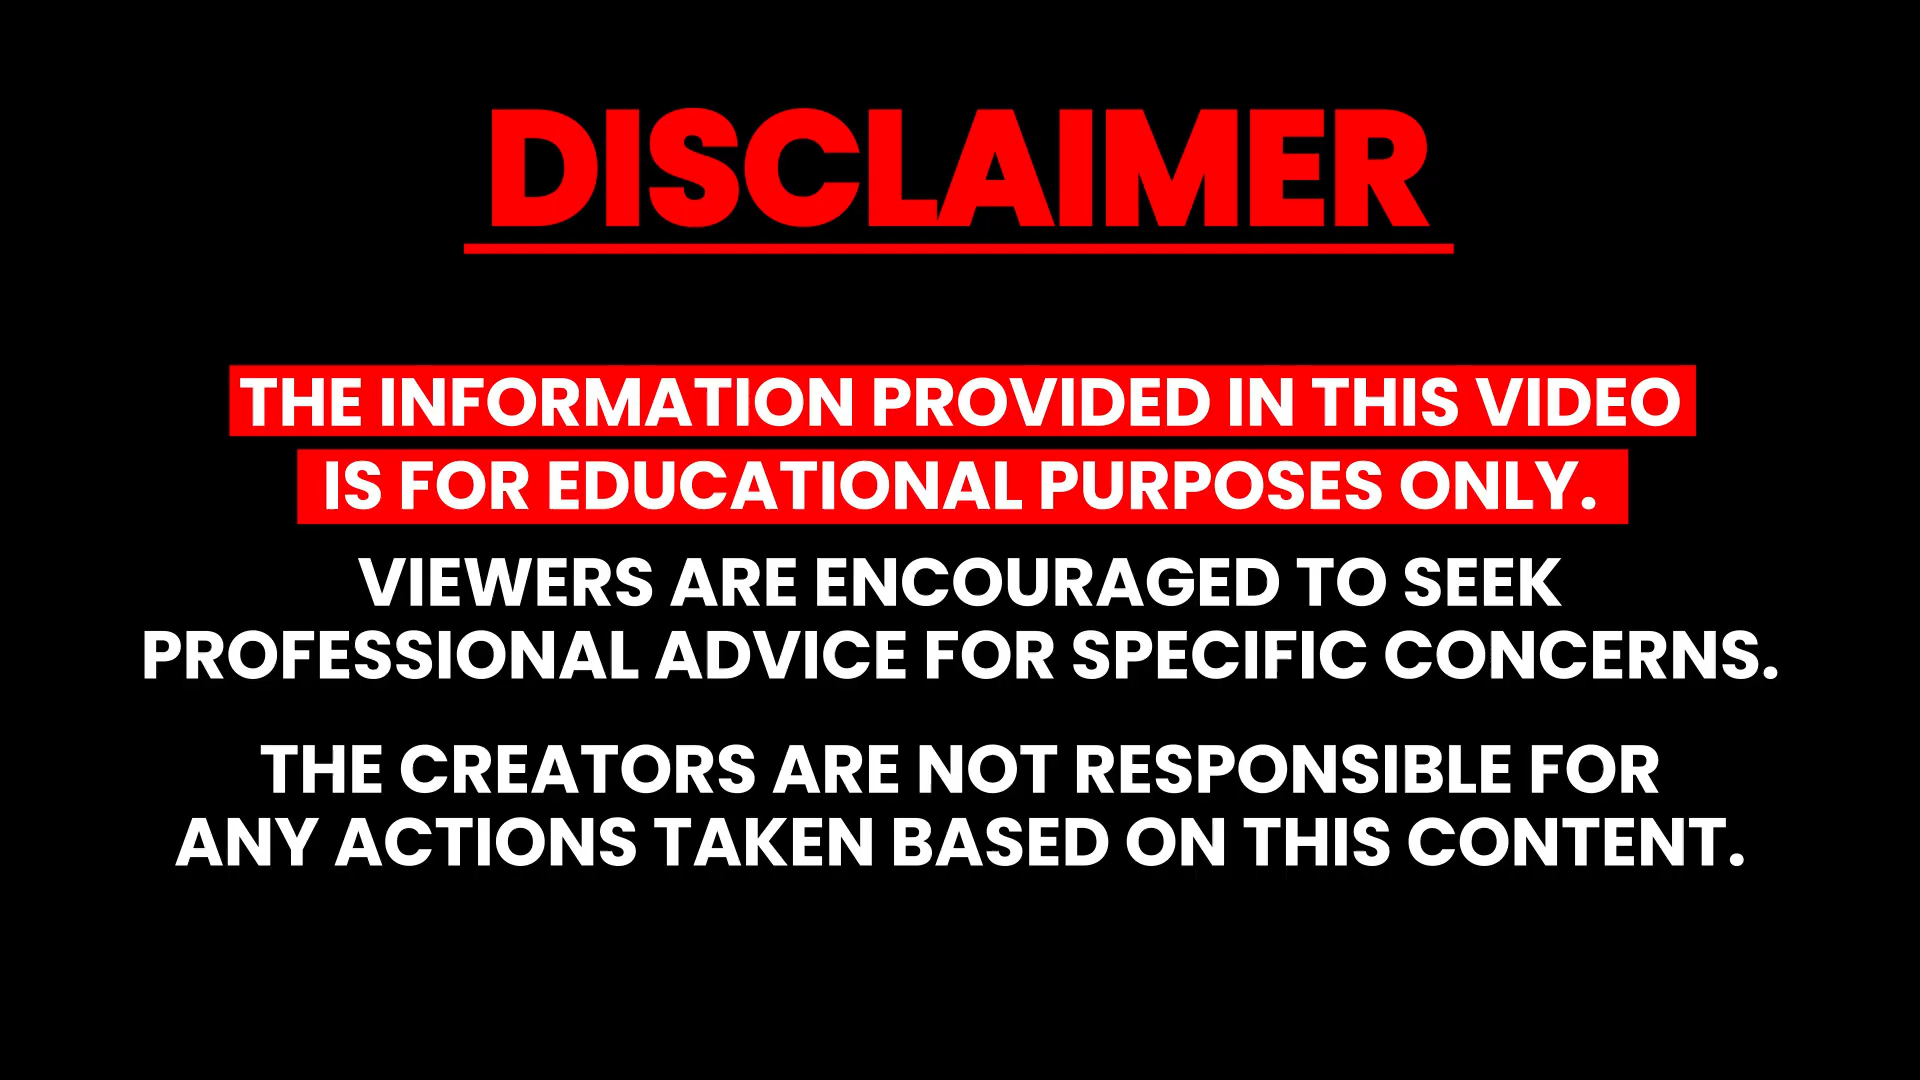 DISCLAIMER
THE INFORMATION PROVIDED IN THIS VIDEO
IS FOR EDUCATIONAL PURPOSES ONLY.
VIEWERS ARE ENCOURAGED TO SEEK
PROFESSIONAL ADVICE FOR SPECIFIC CONCERNS.
THE CREATORS ARE NOT RESPONSIBLE FOR
ANY ACTIONS TAKEN BASED ON THIS CONTENT.